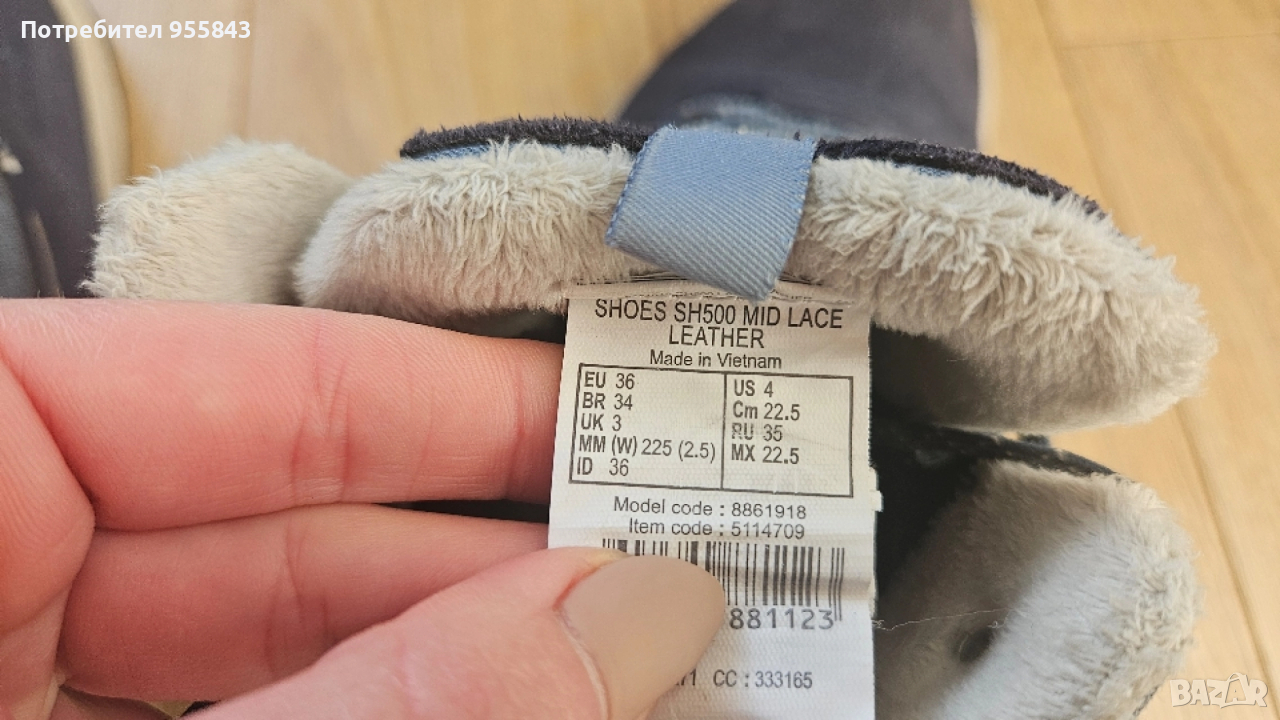 Потребител 955843
SHOES SH500 MID LACE
LEATHER
Made in Vietnam
EU 36
BR 34
UK 3
MM (W) 225 (2.5)
ID 36
US 4
Cm 22.5
RU 35
MX 22.5
Model code : 8861918
Item code : 5114709
881123
CC : 333165
BAZAR